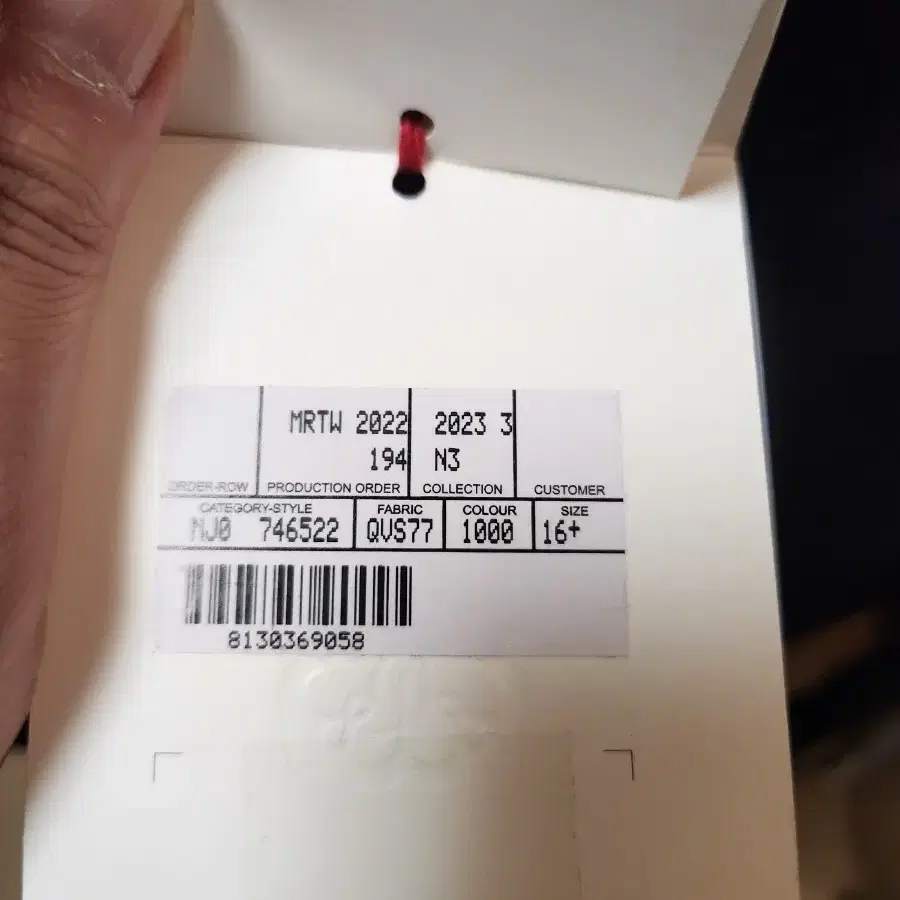 MRTW 2022 2023 3
194 N3
ORDER-ROW PRODUCTION ORDER COLLECTION CUSTOMER
CATEGORY-STYLE FABRIC COLOUR SIZE
NJ0 746522 QVS77 1000 16+
8130369058